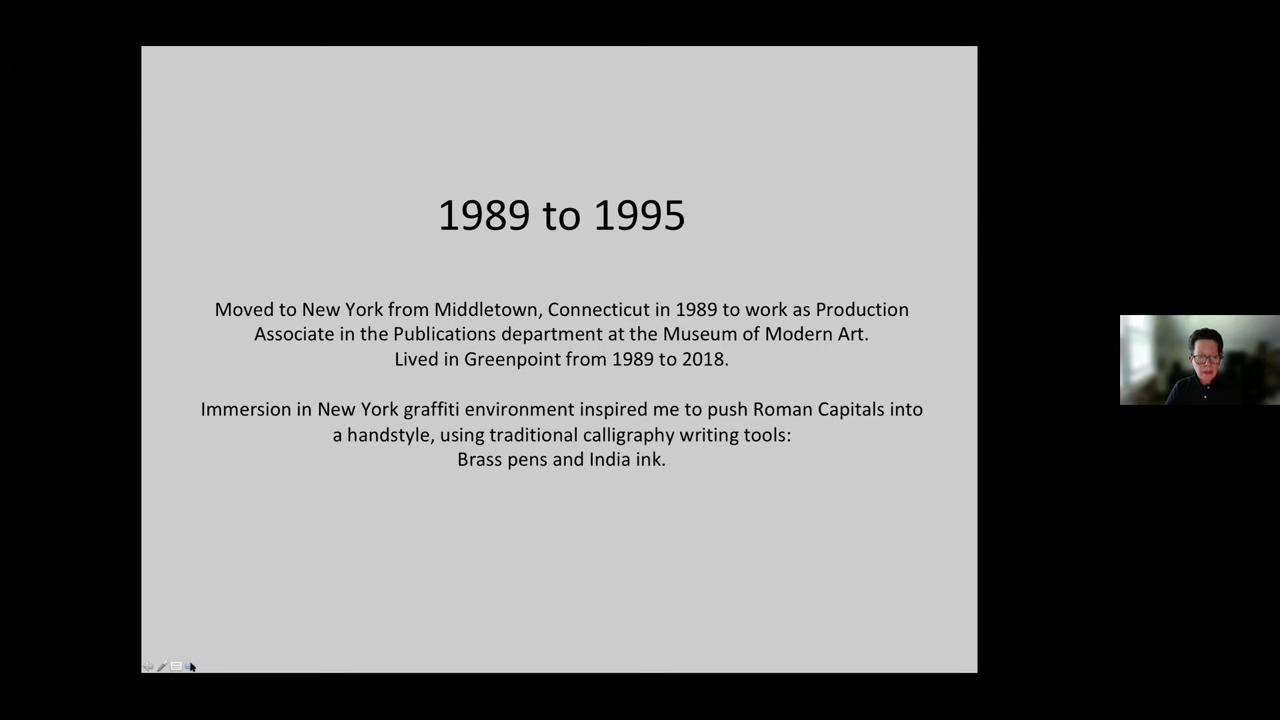 1989 to 1995
Moved to New York from Middletown, Connecticut in 1989 to work as Production
Associate in the Publications department at the Museum of Modern Art.
Lived in Greenpoint from 1989 to 2018.
Immersion in New York graffiti environment inspired me to push Roman Capitals into
a handstyle, using traditional calligraphy writing tools:
Brass pens and India ink.